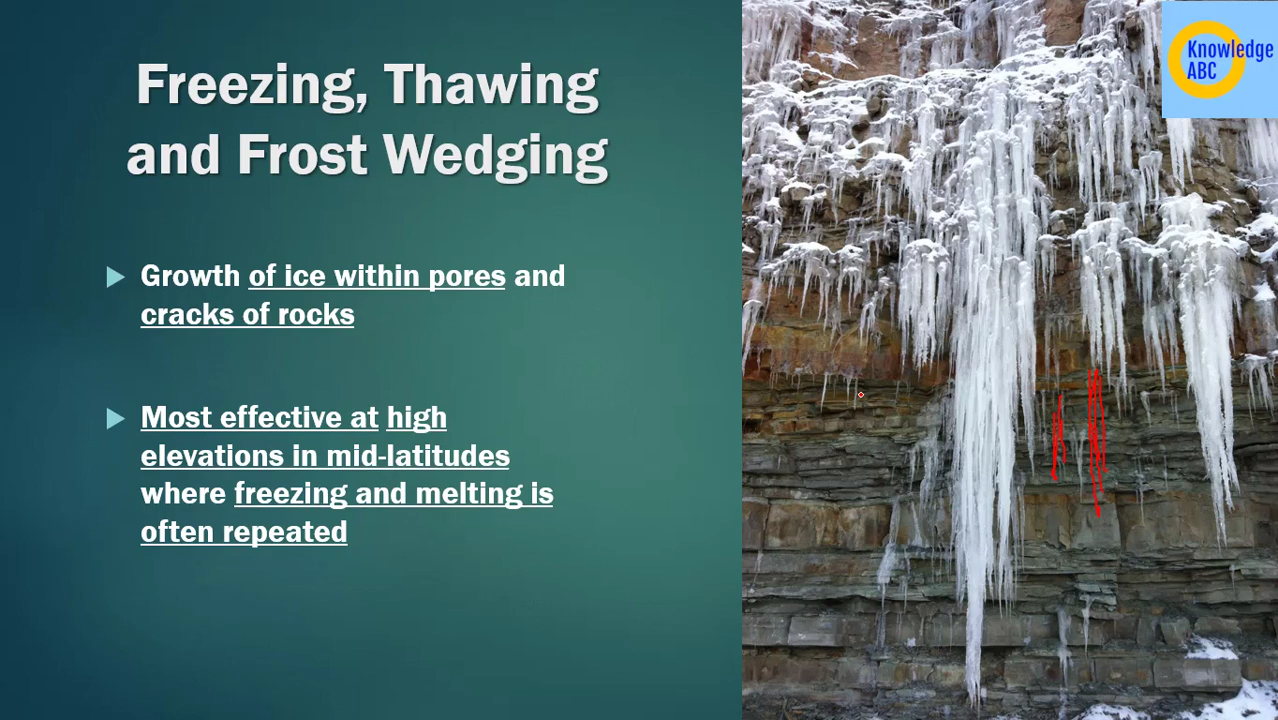 Freezing, Thawing
and Frost Wedging
Growth of ice within pores and
cracks of rocks
Most effective at high
elevations in mid-latitudes
where freezing and melting is
often repeated
Knowledge
ABC